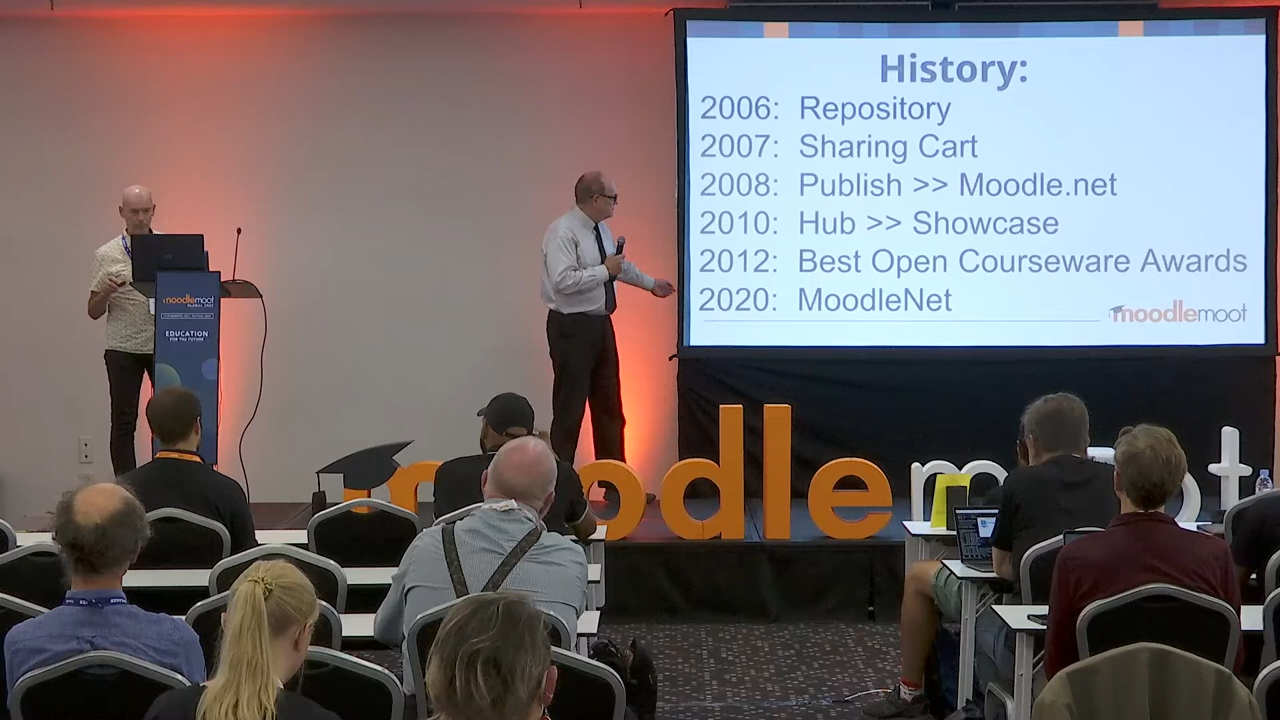 History:
2006: Repository
2007: Sharing Cart
2008: Publish >> Moodle.net
2010: Hub >> Showcase
2012: Best Open Courseware Awards
2020: MoodleNet
moodlemoot
moodlemoot
EDUCATION
FOR THE FUTURE
moodle